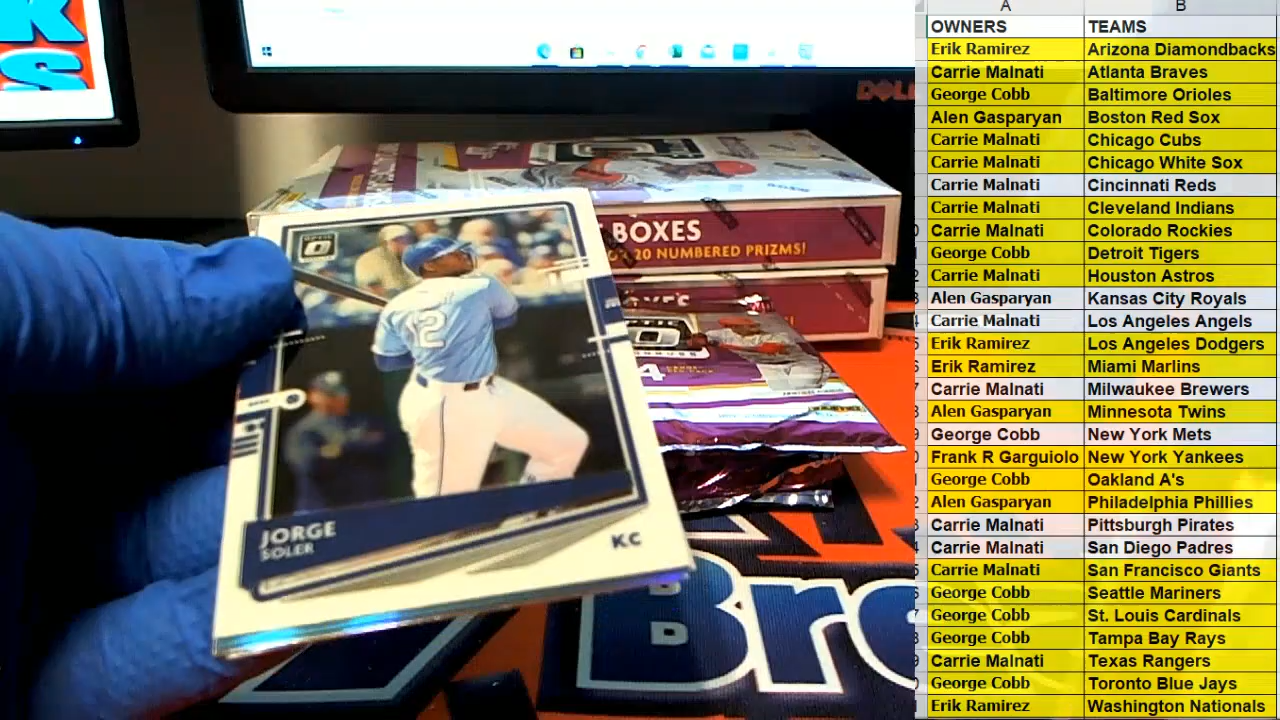 K
S
DELL
BOXES
20 NUMBERED PRIZMS!
OPTIC
12
JORGE
SOLER
KC
4
Bro
A B
OWNERS TEAMS
Erik Ramirez Arizona Diamondbacks
Carrie Malnati Atlanta Braves
George Cobb Baltimore Orioles
Alen Gasparyan Boston Red Sox
Carrie Malnati Chicago Cubs
Carrie Malnati Chicago White Sox
Carrie Malnati Cincinnati Reds
Carrie Malnati Cleveland Indians
Carrie Malnati Colorado Rockies
George Cobb Detroit Tigers
Carrie Malnati Houston Astros
Alen Gasparyan Kansas City Royals
Carrie Malnati Los Angeles Angels
Erik Ramirez Los Angeles Dodgers
Erik Ramirez Miami Marlins
Carrie Malnati Milwaukee Brewers
Alen Gasparyan Minnesota Twins
George Cobb New York Mets
Frank R Garguiolo New York Yankees
George Cobb Oakland A's
Alen Gasparyan Philadelphia Phillies
Carrie Malnati Pittsburgh Pirates
Carrie Malnati San Diego Padres
Carrie Malnati San Francisco Giants
George Cobb Seattle Mariners
George Cobb St. Louis Cardinals
George Cobb Tampa Bay Rays
Carrie Malnati Texas Rangers
George Cobb Toronto Blue Jays
Erik Ramirez Washington Nationals